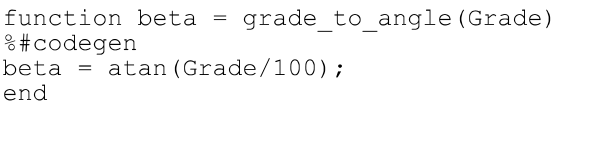 function beta = grade_to_angle(Grade)
%#codegen
beta = atan(Grade/100);
end